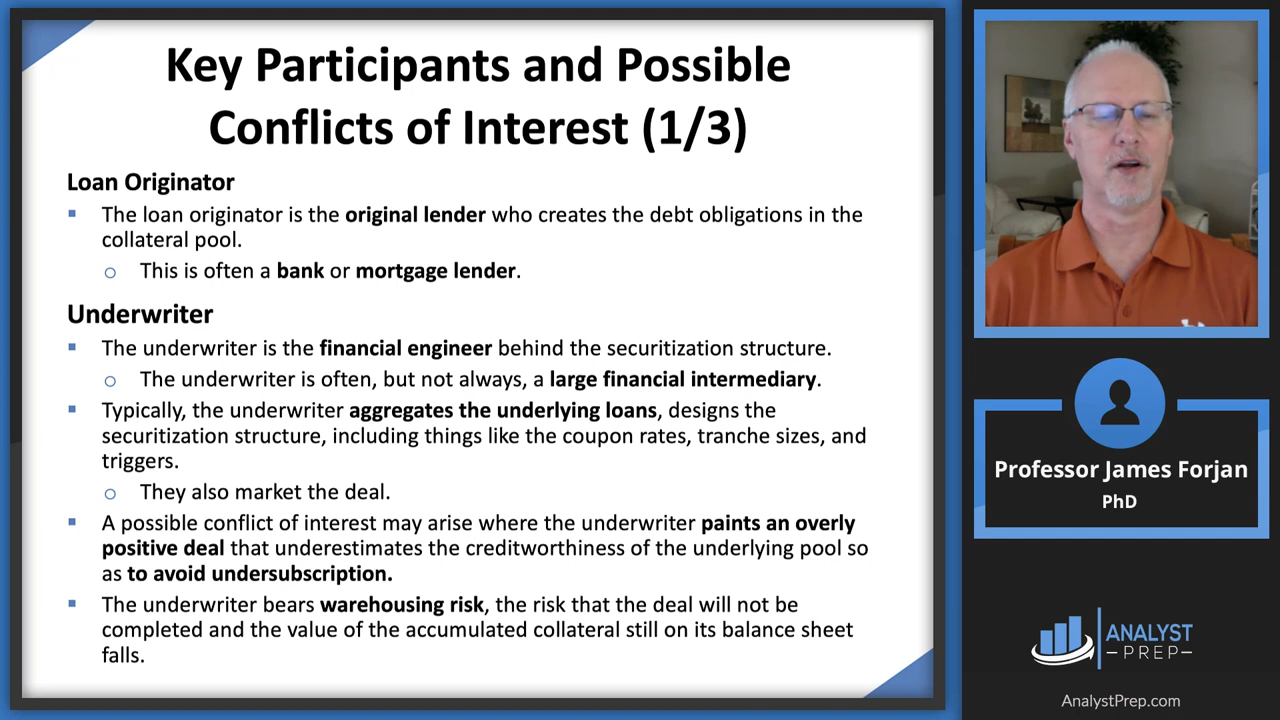 Key Participants and Possible
Conflicts of Interest (1/3)
Loan Originator
▪ The loan originator is the original lender who creates the debt obligations in the
collateral pool.
o This is often a bank or mortgage lender.
Underwriter
▪ The underwriter is the financial engineer behind the securitization structure.
o The underwriter is often, but not always, a large financial intermediary.
▪ Typically, the underwriter aggregates the underlying loans, designs the
securitization structure, including things like the coupon rates, tranche sizes, and
triggers.
o They also market the deal.
▪ A possible conflict of interest may arise where the underwriter paints an overly
positive deal that underestimates the creditworthiness of the underlying pool so
as to avoid undersubscription.
▪ The underwriter bears warehousing risk, the risk that the deal will not be
completed and the value of the accumulated collateral still on its balance sheet
falls.
Professor James Forjan
PhD
ANALYST
PREP
AnalystPrep.com